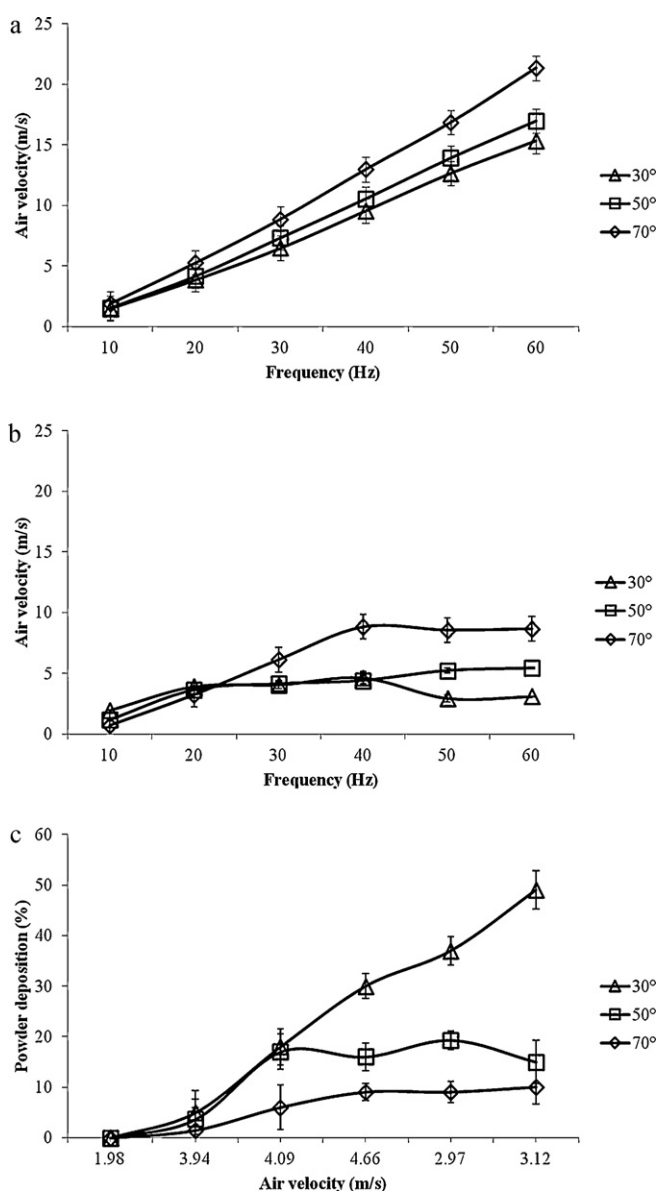 a
25
20
15
10
5
0
Air velocity(m/s)
10 20 30 40 50 60
Frequency (Hz)
30°
50°
70°
b
25
20
15
10
5
0
Air velocity (m/s)
10 20 30 40 50 60
Frequency (Hz)
30°
50°
70°
c
60
50
40
30
20
10
0
Powder deposition (%)
1.98 3.94 4.09 4.66 2.97 3.12
Air velocity (m/s)
30°
50°
70°